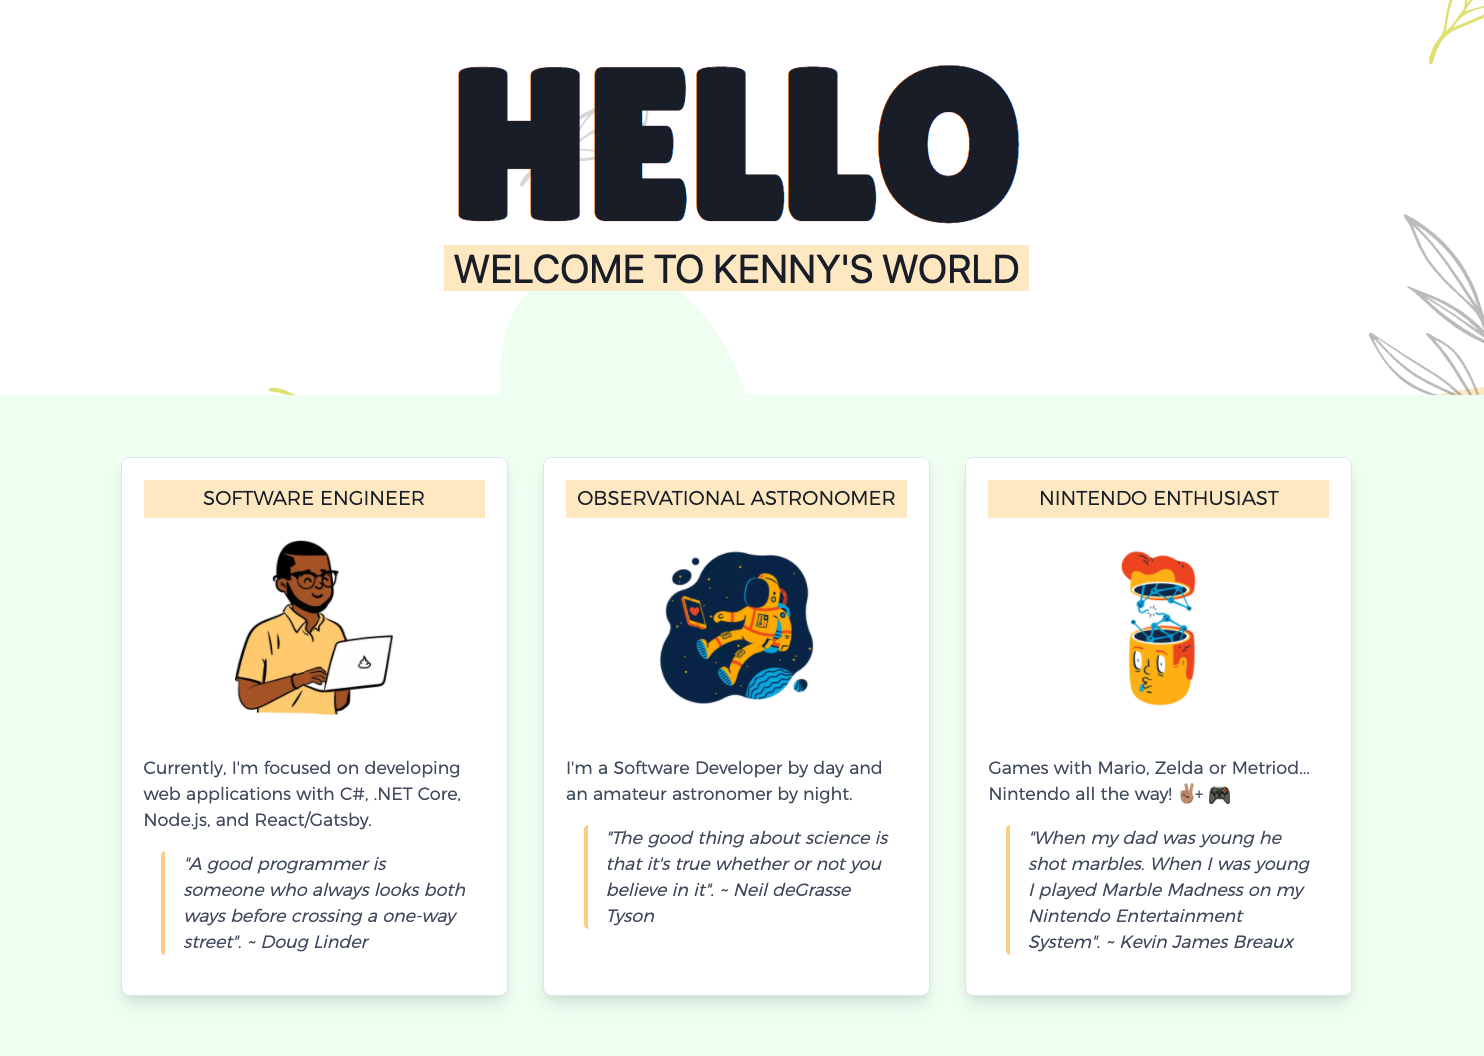 HELLO
WELCOME TO KENNY'S WORLD
SOFTWARE ENGINEER
Currently, I'm focused on developing
web applications with C#, .NET Core,
Node.js, and React/Gatsby.
"A good programmer is
someone who always looks both
ways before crossing a one-way
street". ~ Doug Linder
OBSERVATIONAL ASTRONOMER
I'm a Software Developer by day and
an amateur astronomer by night.
"The good thing about science is
that it's true whether or not you
believe in it". ~ Neil deGrasse
Tyson
NINTENDO ENTHUSIAST
Games with Mario, Zelda or Metriod...
Nintendo all the way! ✌🏽+ 🎮
"When my dad was young he
shot marbles. When I was young
I played Marble Madness on my
Nintendo Entertainment
System". ~ Kevin James Breaux